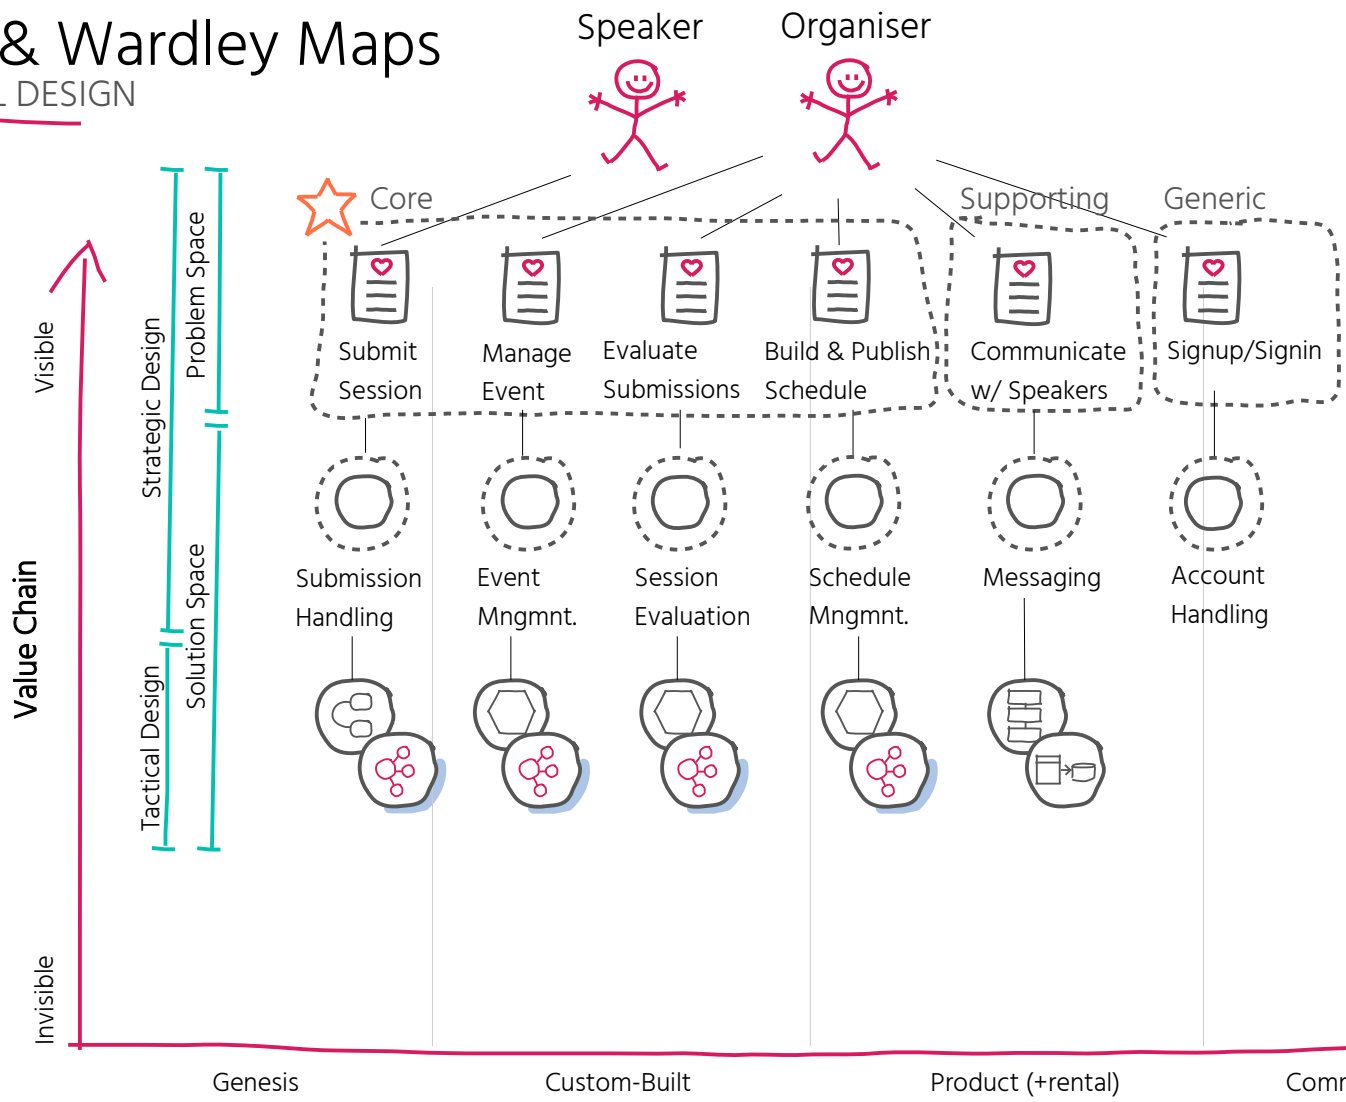 & Wardley Maps
DESIGN
Speaker
Organiser
Core
Supporting
Generic
Submit
Session
Manage
Event
Evaluate
Submissions
Build & Publish
Schedule
Communicate
w/ Speakers
Signup/Signin
Submission
Handling
Event
Mngmnt.
Session
Evaluation
Schedule
Mngmnt.
Messaging
Account
Handling
Problem Space
Strategic Design
Solution Space
Tactical Design
Visible
Value Chain
Invisible
Genesis
Custom-Built
Product (+rental)